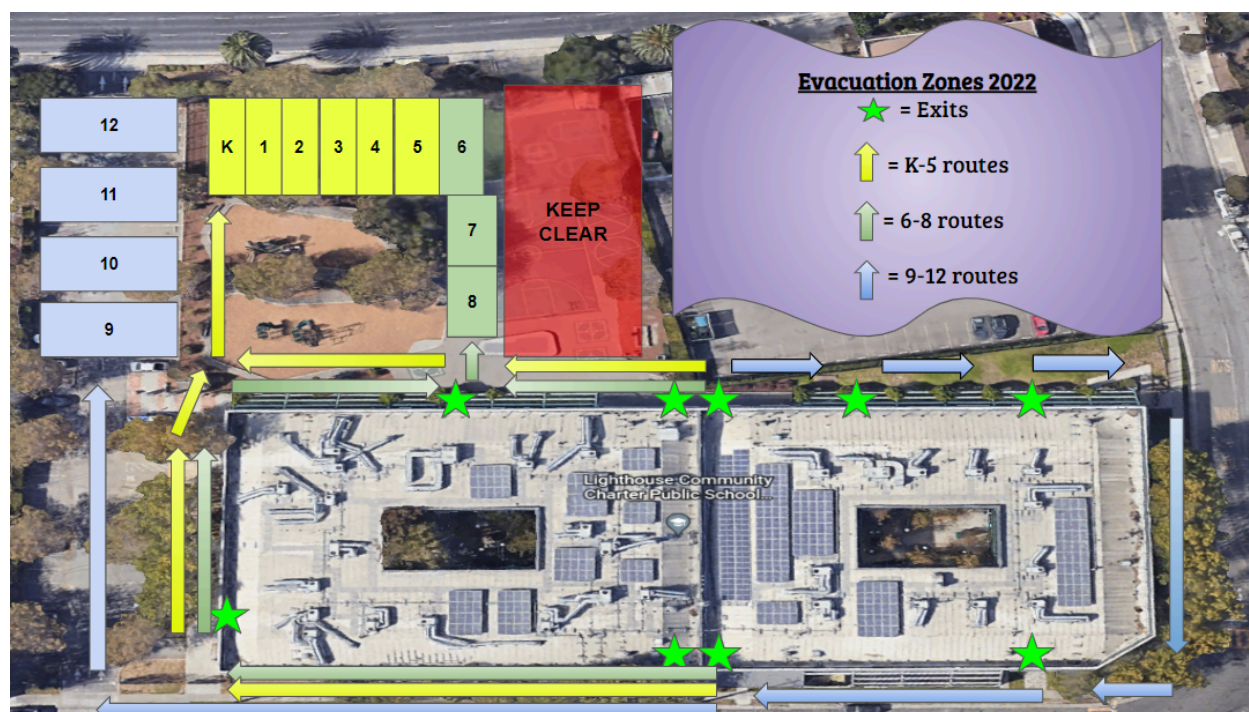 Evacuation Zones 2022
= Exits
= K-5 routes
= 6-8 routes
= 9-12 routes
12
K
1
2
3
4
5
6
11
KEEP
CLEAR
7
10
8
9
Lighthouse Community
Charter Public School...